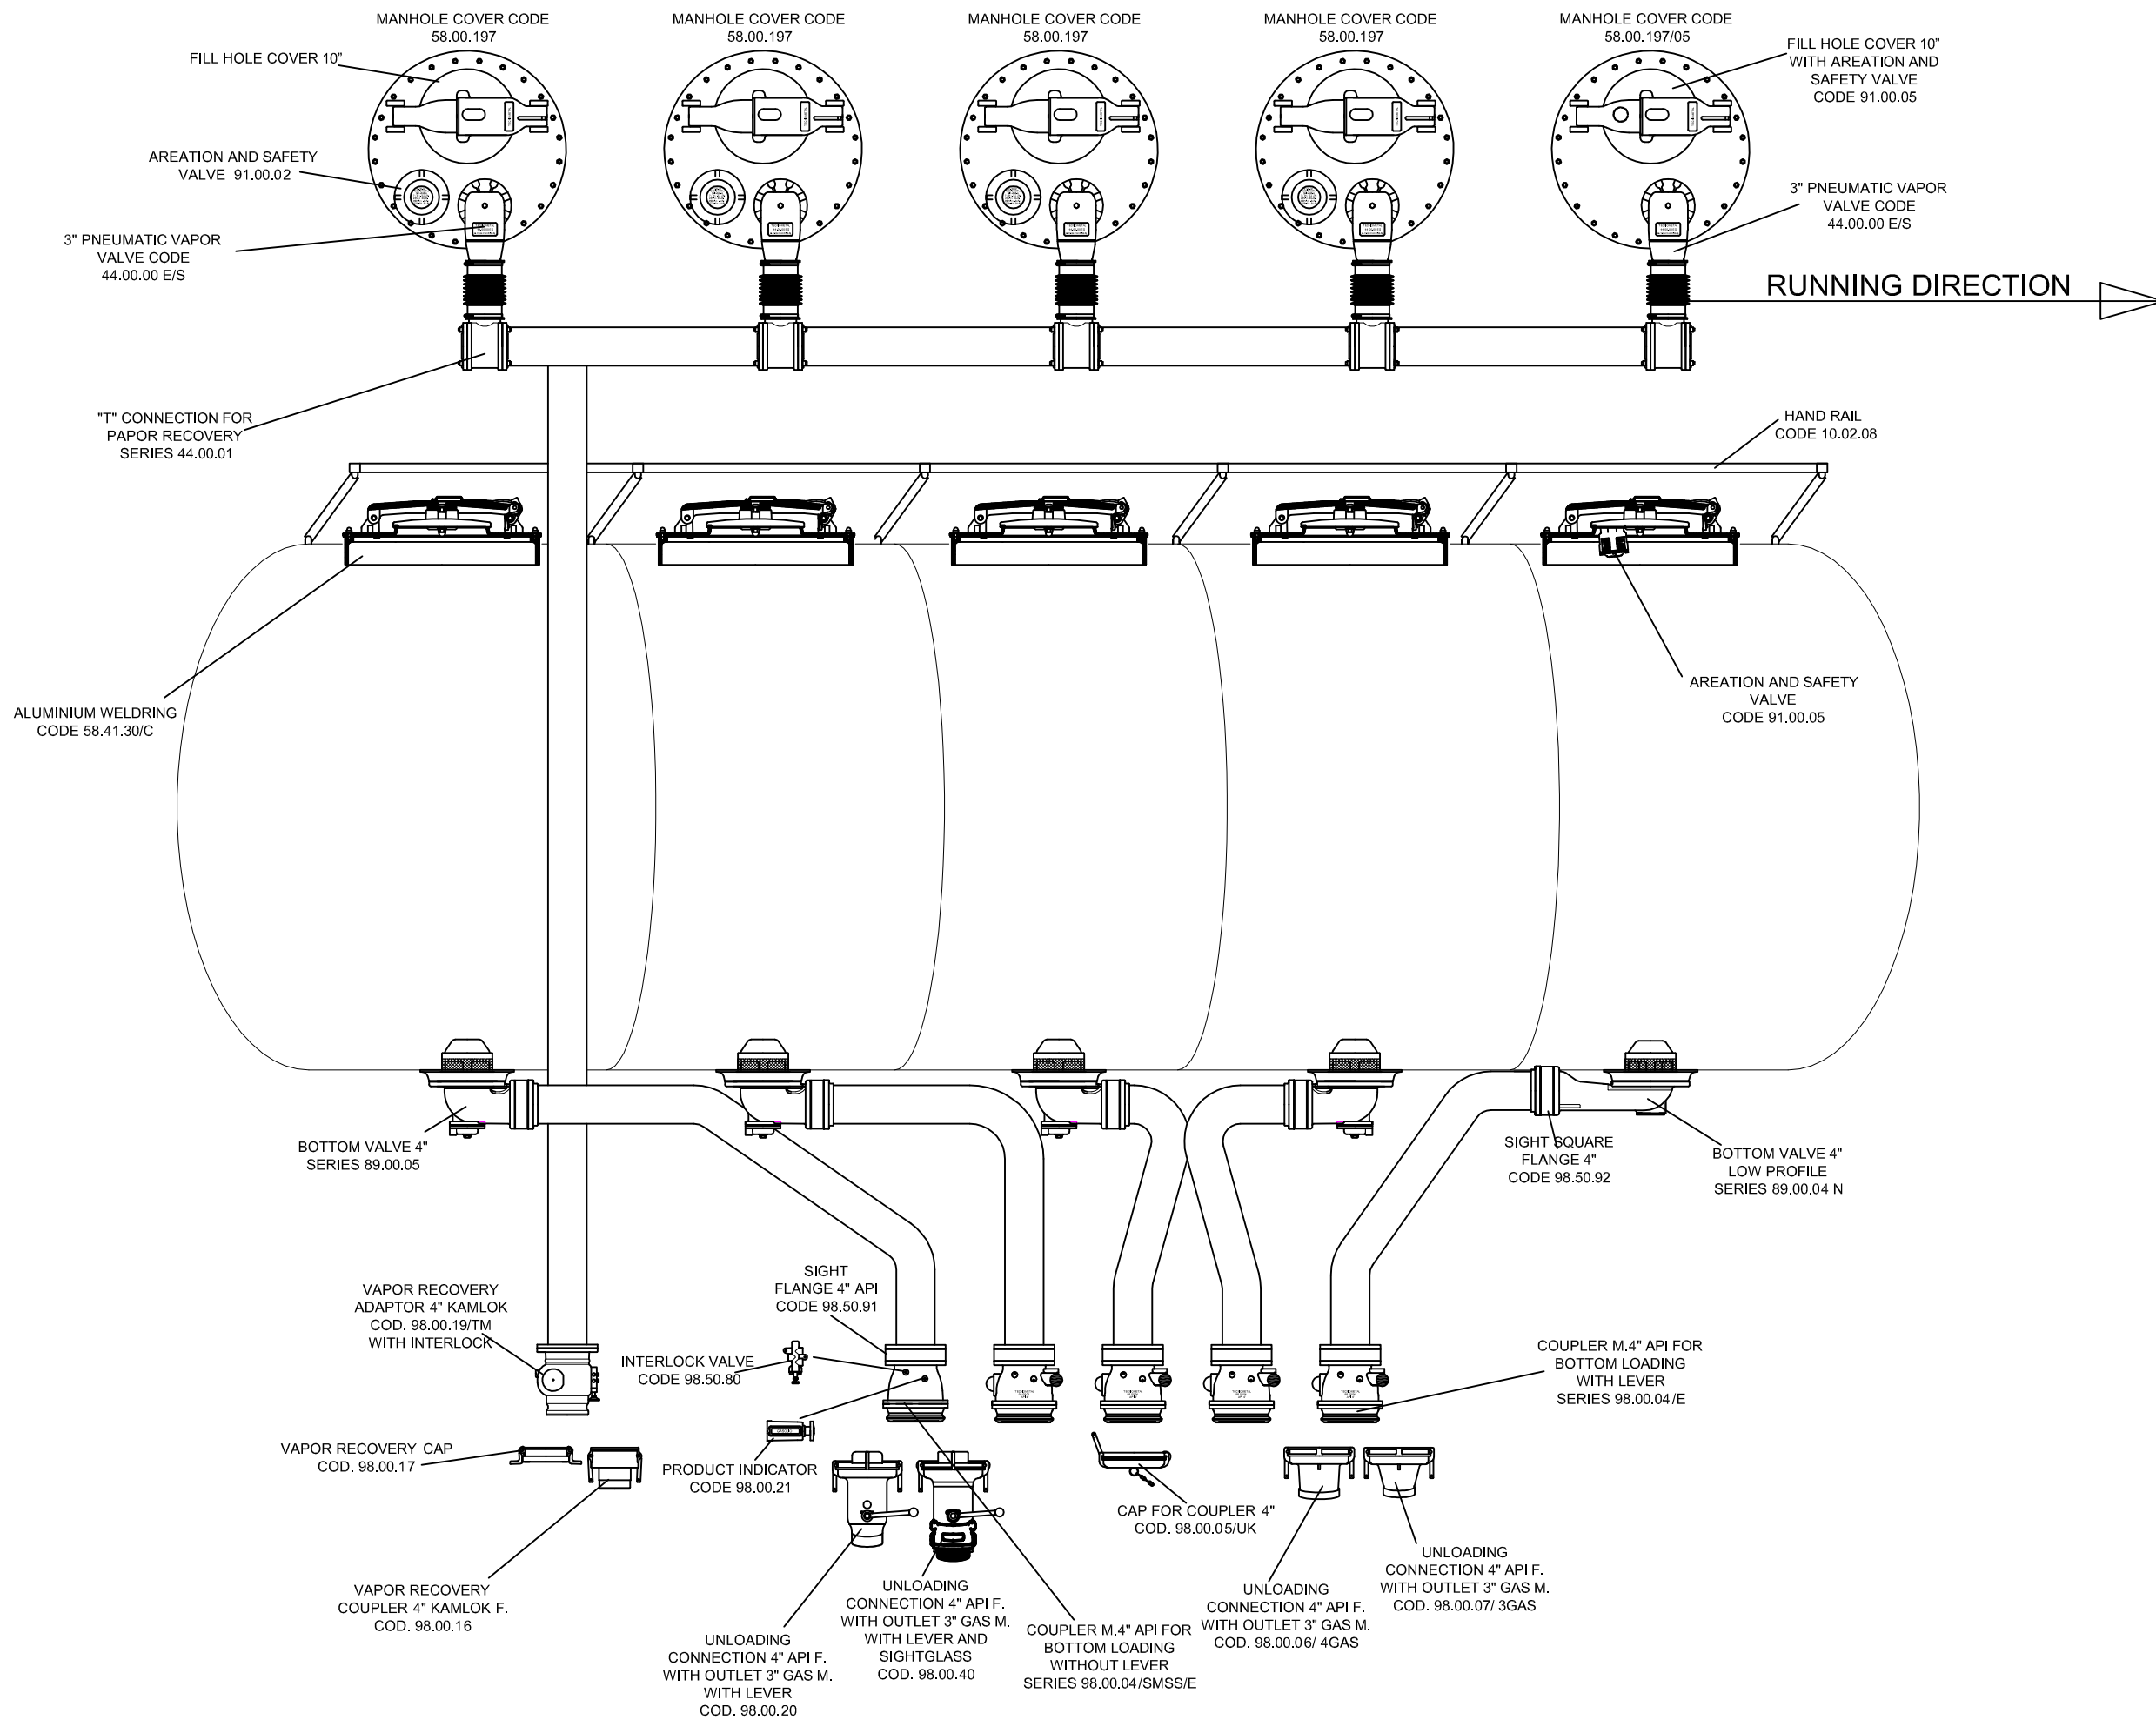 MANHOLE COVER CODE
58.00.197
MANHOLE COVER CODE
58.00.197
MANHOLE COVER CODE
58.00.197
MANHOLE COVER CODE
58.00.197
MANHOLE COVER CODE
58.00.197/05
FILL HOLE COVER 10"
FILL HOLE COVER 10"
WITH AREATION AND
SAFETY VALVE
CODE 91.00.05
AREATION AND SAFETY
VALVE 91.00.02
3" PNEUMATIC VAPOR
VALVE CODE
44.00.00 E/S
3" PNEUMATIC VAPOR
VALVE CODE
44.00.00 E/S
RUNNING DIRECTION
"T" CONNECTION FOR
PAPOR RECOVERY
SERIES 44.00.01
HAND RAIL
CODE 10.02.08
ALUMINIUM WELDRING
CODE 58.41.30/C
AREATION AND SAFETY
VALVE
CODE 91.00.05
BOTTOM VALVE 4"
SERIES 89.00.05
SIGHT SQUARE
FLANGE 4"
CODE 98.50.92
BOTTOM VALVE 4"
LOW PROFILE
SERIES 89.00.04 N
VAPOR RECOVERY
ADAPTOR 4" KAMLOK
COD. 98.00.19/TM
WITH INTERLOCK
SIGHT
FLANGE 4" API
CODE 98.50.91
INTERLOCK VALVE
CODE 98.50.80
COUPLER M.4" API FOR
BOTTOM LOADING
WITH LEVER
SERIES 98.00.04/E
VAPOR RECOVERY CAP
COD. 98.00.17
PRODUCT INDICATOR
CODE 98.00.21
CAP FOR COUPLER 4"
COD. 98.00.05/UK
VAPOR RECOVERY
COUPLER 4" KAMLOK F.
COD. 98.00.16
UNLOADING
CONNECTION 4" API F.
WITH OUTLET 3" GAS M.
WITH LEVER
COD. 98.00.20
UNLOADING
CONNECTION 4" API F.
WITH OUTLET 3" GAS M.
WITH LEVER AND
SIGHTGLASS
COD. 98.00.40
COUPLER M.4" API FOR
BOTTOM LOADING
WITHOUT LEVER
SERIES 98.00.04/SMSS/E
UNLOADING
CONNECTION 4" API F.
WITH OUTLET 3" GAS M.
COD. 98.00.06/ 4GAS
UNLOADING
CONNECTION 4" API F.
WITH OUTLET 3" GAS M.
COD. 98.00.07/ 3GAS